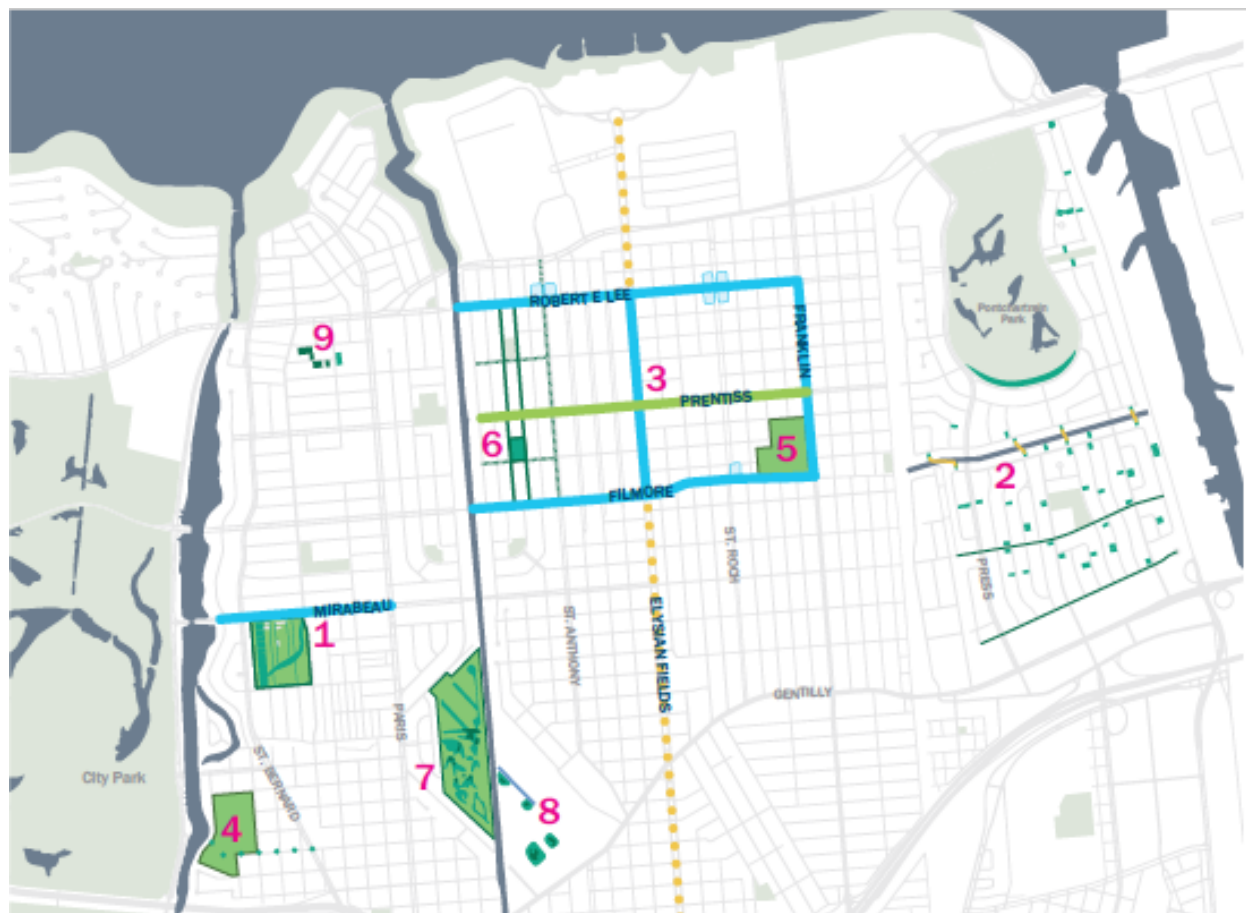 ROBERT E LEE
FRANKLIN
Pontchartrain
Park
9
3
PRENTISS
6
5
2
FILMORE
ST. ROCH
PRESS
MIRABEAU
1
ST. ANTHONY
ELYSIAN FIELDS
GENTILLY
PARIS
City Park
ST. BERNARD
7
8
4